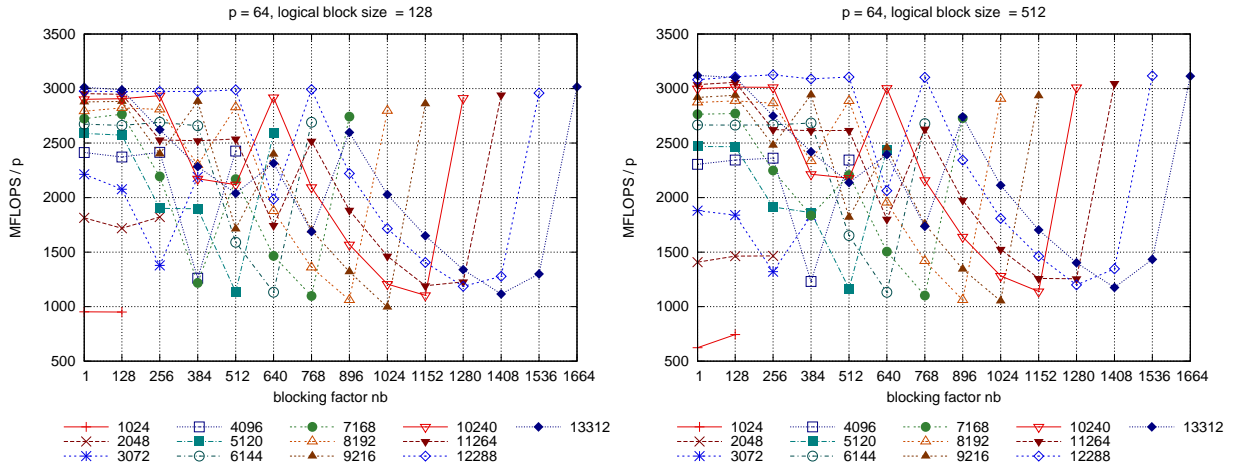 p = 64, logical block size  = 128
3500
3000
2500
2000
1500
1000
500
MFLOPS / p
1 128 256 384 512 640 768 896 1024 1152 1280 1408 1536 1664
blocking factor nb
1024 4096 7168 10240 13312
2048 5120 8192 11264
3072 6144 9216 12288
p = 64, logical block size  = 512
3500
3000
2500
2000
1500
1000
500
MFLOPS / p
1 128 256 384 512 640 768 896 1024 1152 1280 1408 1536 1664
blocking factor nb
1024 4096 7168 10240 13312
2048 5120 8192 11264
3072 6144 9216 12288